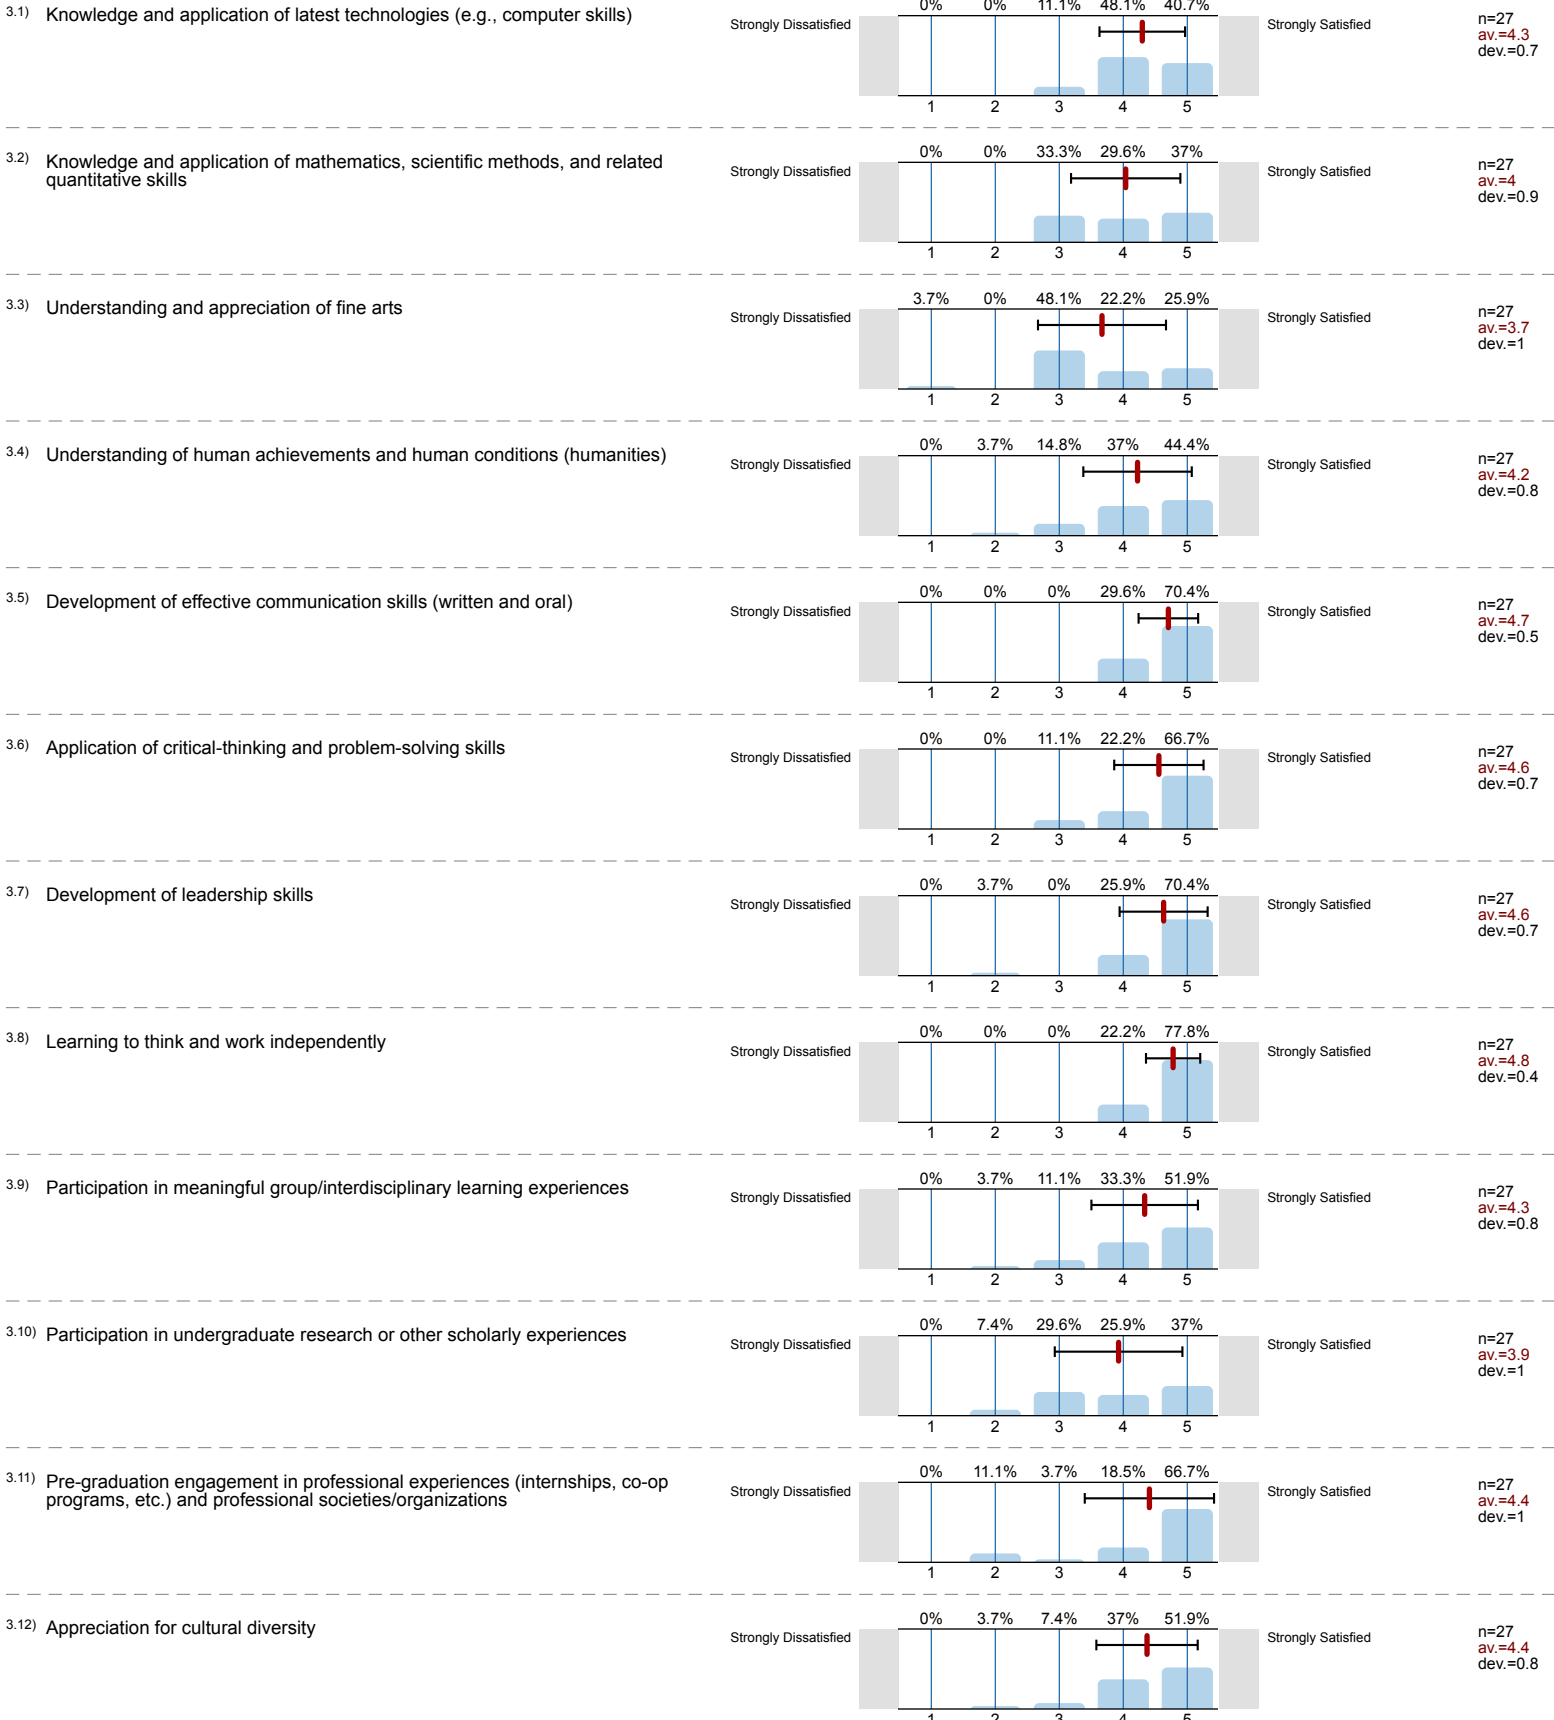 3.1) Knowledge and application of latest technologies (e.g., computer skills)
0% 0% 11.1% 48.1% 40.7%
Strongly Dissatisfied Strongly Satisfied
n=27
av.=4.3
dev.=0.7
1 2 3 4 5
3.2) Knowledge and application of mathematics, scientific methods, and related
quantitative skills
0% 0% 33.3% 29.6% 37%
Strongly Dissatisfied Strongly Satisfied
n=27
av.=4
dev.=0.9
1 2 3 4 5
3.3) Understanding and appreciation of fine arts
3.7% 0% 48.1% 22.2% 25.9%
Strongly Dissatisfied Strongly Satisfied
n=27
av.=3.7
dev.=1
1 2 3 4 5
3.4) Understanding of human achievements and human conditions (humanities)
0% 3.7% 14.8% 37% 44.4%
Strongly Dissatisfied Strongly Satisfied
n=27
av.=4.2
dev.=0.8
1 2 3 4 5
3.5) Development of effective communication skills (written and oral)
0% 0% 0% 29.6% 70.4%
Strongly Dissatisfied Strongly Satisfied
n=27
av.=4.7
dev.=0.5
1 2 3 4 5
3.6) Application of critical-thinking and problem-solving skills
0% 0% 11.1% 22.2% 66.7%
Strongly Dissatisfied Strongly Satisfied
n=27
av.=4.6
dev.=0.7
1 2 3 4 5
3.7) Development of leadership skills
0% 3.7% 0% 25.9% 70.4%
Strongly Dissatisfied Strongly Satisfied
n=27
av.=4.6
dev.=0.7
1 2 3 4 5
3.8) Learning to think and work independently
0% 0% 0% 22.2% 77.8%
Strongly Dissatisfied Strongly Satisfied
n=27
av.=4.8
dev.=0.4
1 2 3 4 5
3.9) Participation in meaningful group/interdisciplinary learning experiences
0% 3.7% 11.1% 33.3% 51.9%
Strongly Dissatisfied Strongly Satisfied
n=27
av.=4.3
dev.=0.8
1 2 3 4 5
3.10) Participation in undergraduate research or other scholarly experiences
0% 7.4% 29.6% 25.9% 37%
Strongly Dissatisfied Strongly Satisfied
n=27
av.=3.9
dev.=1
1 2 3 4 5
3.11) Pre-graduation engagement in professional experiences (internships, co-op
programs, etc.) and professional societies/organizations
0% 11.1% 3.7% 18.5% 66.7%
Strongly Dissatisfied Strongly Satisfied
n=27
av.=4.4
dev.=1
1 2 3 4 5
3.12) Appreciation for cultural diversity
0% 3.7% 7.4% 37% 51.9%
Strongly Dissatisfied Strongly Satisfied
n=27
av.=4.4
dev.=0.8
1 2 3 4 5